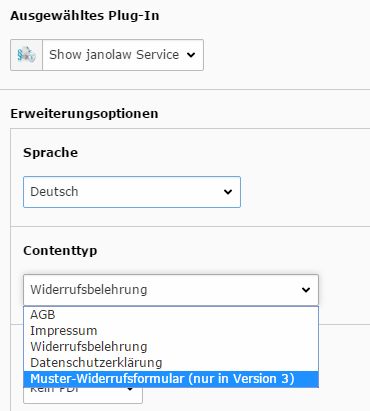 Ausgewähltes Plug-In
Show janolaw Service
Erweiterungsoptionen
Sprache
Deutsch
Contenttyp
Widerrufsbelehrung
AGB
Impressum
Widerrufsbelehrung
Datenschutzerklärung
Muster-Widerrufsformular (nur in Version 3)
Kein PDF